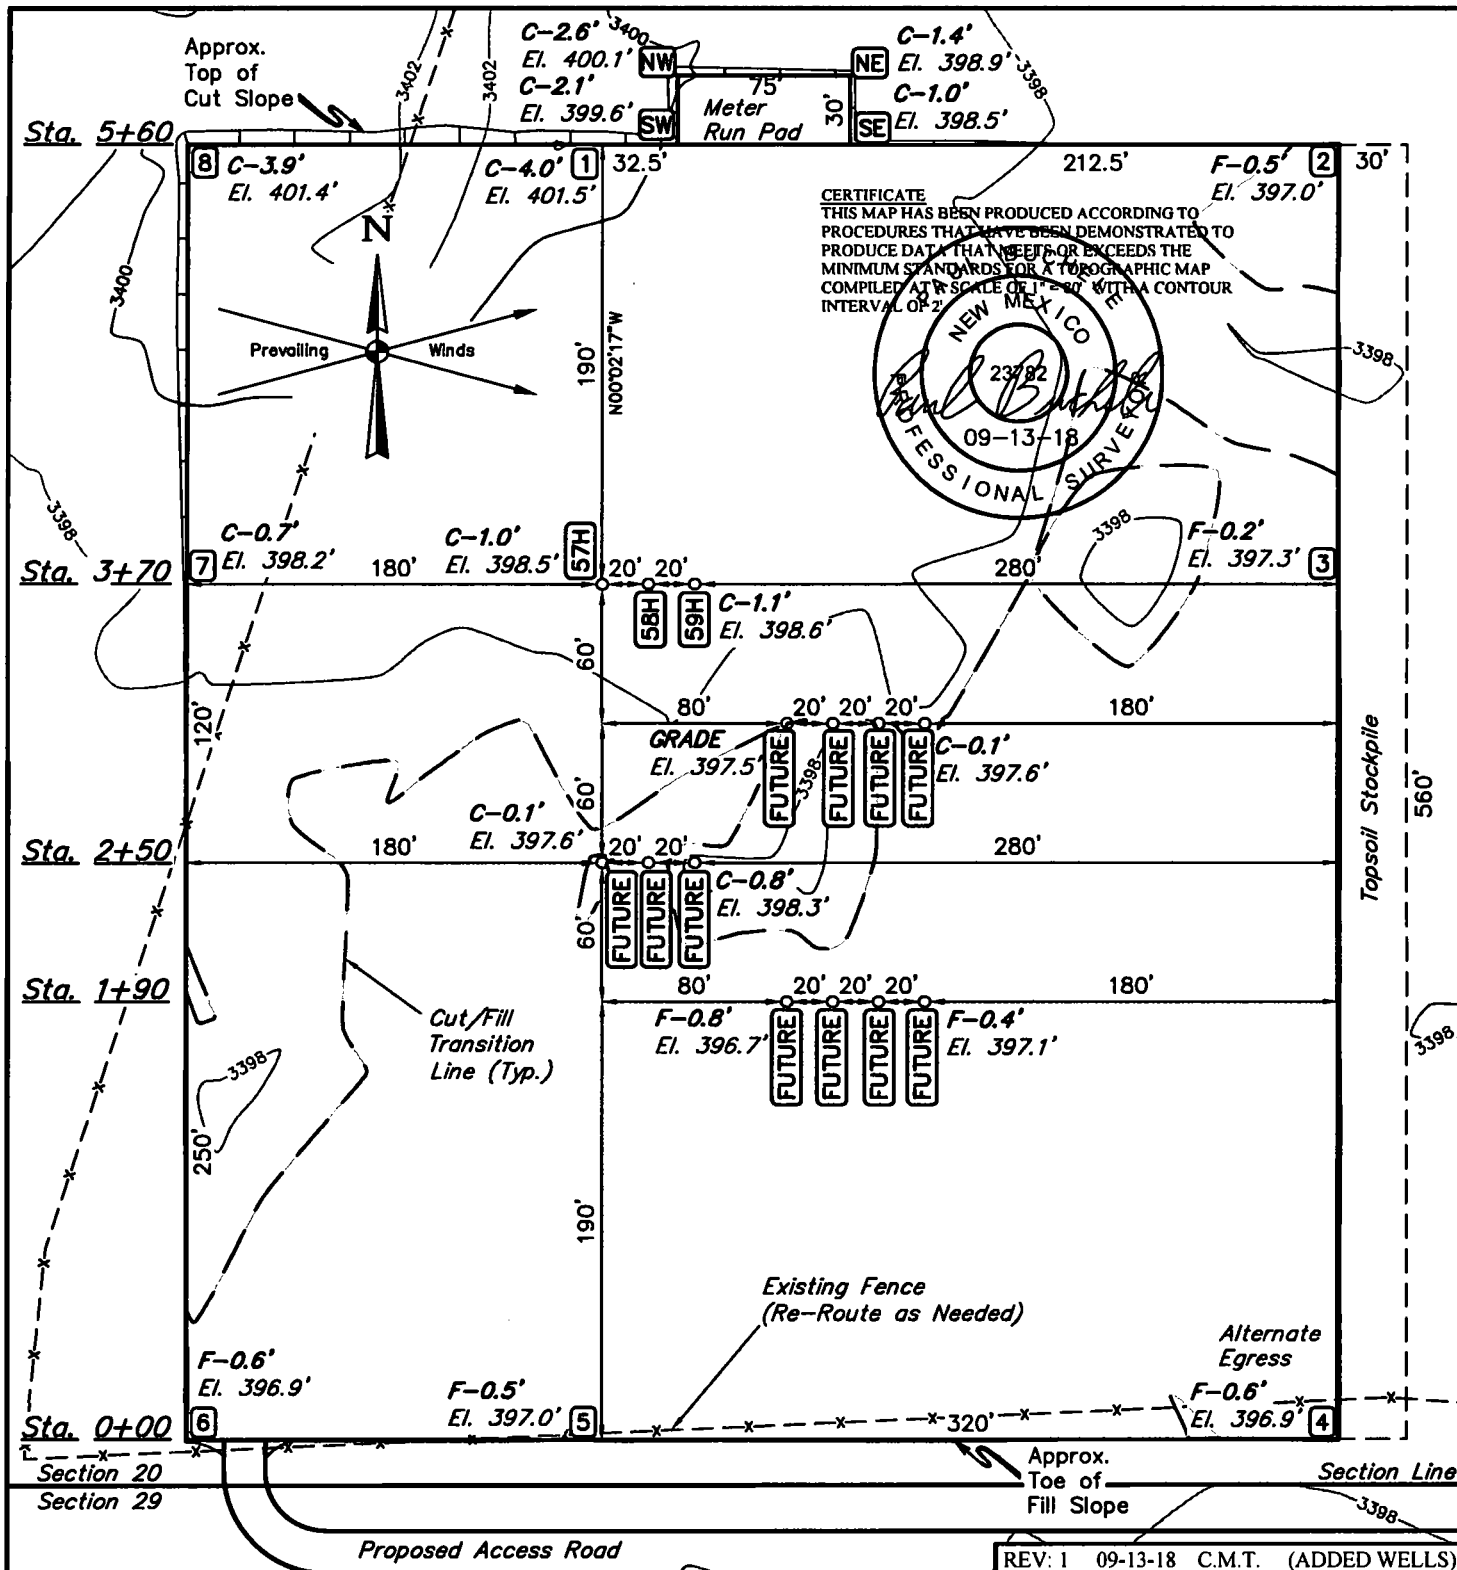 Approx.
Top of
Cut Slope
3402
3402
3400
3398
C-2.6'
El. 400.1'
C-2.1'
El. 399.6'
NW
SW
75'
Meter
Run Pad
30'
NE
SE
C-1.4'
El. 398.9'
C-1.0'
El. 398.5'
Sta. 5+60
8
C-3.9'
El. 401.4'
C-4.0'
El. 401.5'
1
32.5'
212.5'
F-0.5'
El. 397.0'
2
30'
CERTIFICATE
THIS MAP HAS BEEN PRODUCED ACCORDING TO
PROCEDURES THAT HAVE BEEN DEMONSTRATED TO
PRODUCE DATA THAT MEETS OR EXCEEDS THE
MINIMUM STANDARDS FOR A TOPOGRAPHIC MAP
COMPILED AT A SCALE OF 1" = 60' WITH A CONTOUR
INTERVAL OF 2'
PAUL BUCHELE
NEW MEXICO
23782
09-13-18
PROFESSIONAL SURVEYOR
N
Prevailing Winds
3400
190'
N00°02'17"W
3398
3398
3398
Sta. 3+70
7
C-0.7'
El. 398.2'
180'
C-1.0'
El. 398.5'
57H
20' 20'
58H
59H
C-1.1'
El. 398.6'
280'
F-0.2'
El. 397.3'
3
60'
120'
80'
20' 20' 20'
180'
GRADE
El. 397.5'
FUTURE
FUTURE
FUTURE
FUTURE
3398
C-0.1'
El. 397.6'
60'
Topsoil Stockpile
560'
Sta. 2+50
180'
C-0.1'
El. 397.6'
20' 20'
280'
FUTURE
FUTURE
FUTURE
C-0.8'
El. 398.3'
60'
Sta. 1+90
80'
20' 20' 20'
180'
F-0.8'
El. 396.7'
FUTURE
FUTURE
FUTURE
FUTURE
F-0.4'
El. 397.1'
Cut/Fill
Transition
Line (Typ.)
3398
3398
250'
190'
Existing Fence
(Re-Route as Needed)
Alternate
Egress
F-0.6'
El. 396.9'
F-0.5'
El. 397.0'
F-0.6'
El. 396.9'
Sta. 0+00
6
5
320'
4
Section 20
Section 29
Approx.
Toe of
Fill Slope
Section Line
3398
Proposed Access Road
REV: 1 09-13-18 C.M.T. (ADDED WELLS)